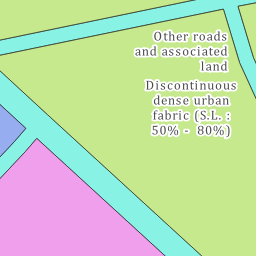 Other roads
and associated
land
Discontinuous
dense urban
fabric (S.L. :
50% -  80%)